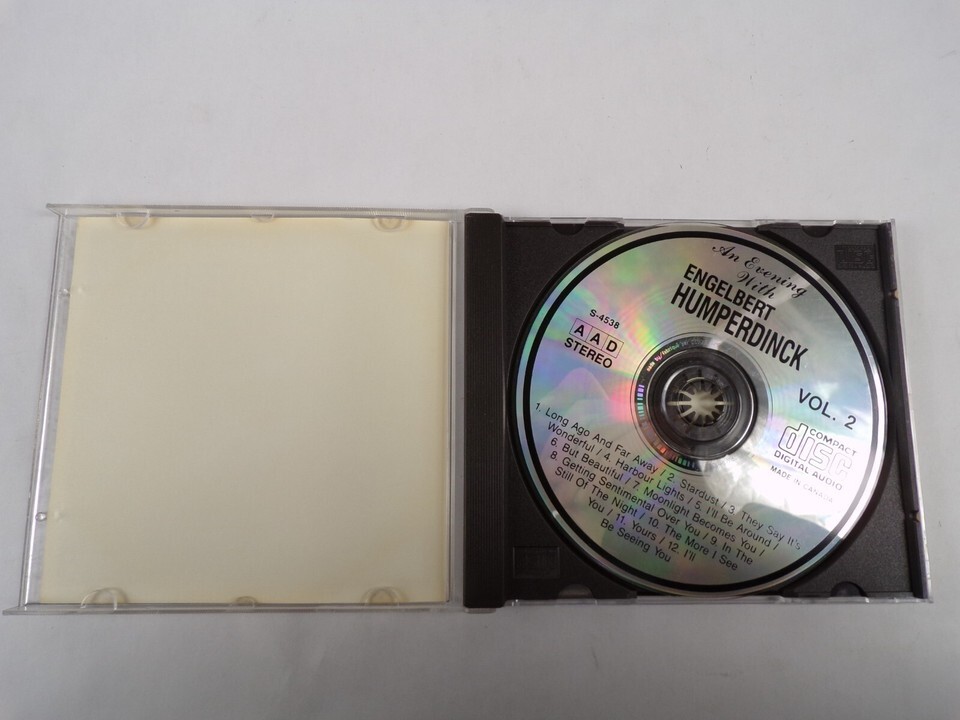 An Evening
With
ENGELBERT
HUMPERDINCK
S-4538
AAD
STEREO
VOL. 2
COMPACT
disc
DIGITAL AUDIO
MADE IN CANADA
1. Long Ago And Far Away / 2. Stardust / 3. They Say It's
Wonderful / 4. Harbour Lights / 5. I'll Be Around /
6. But Beautiful / 7. Moonlight Becomes You /
8. Getting Sentimental Over You / 9. In The
Still Of The Night / 10. The More I See
You / 11. Yours / 12. I'll
Be Seeing You